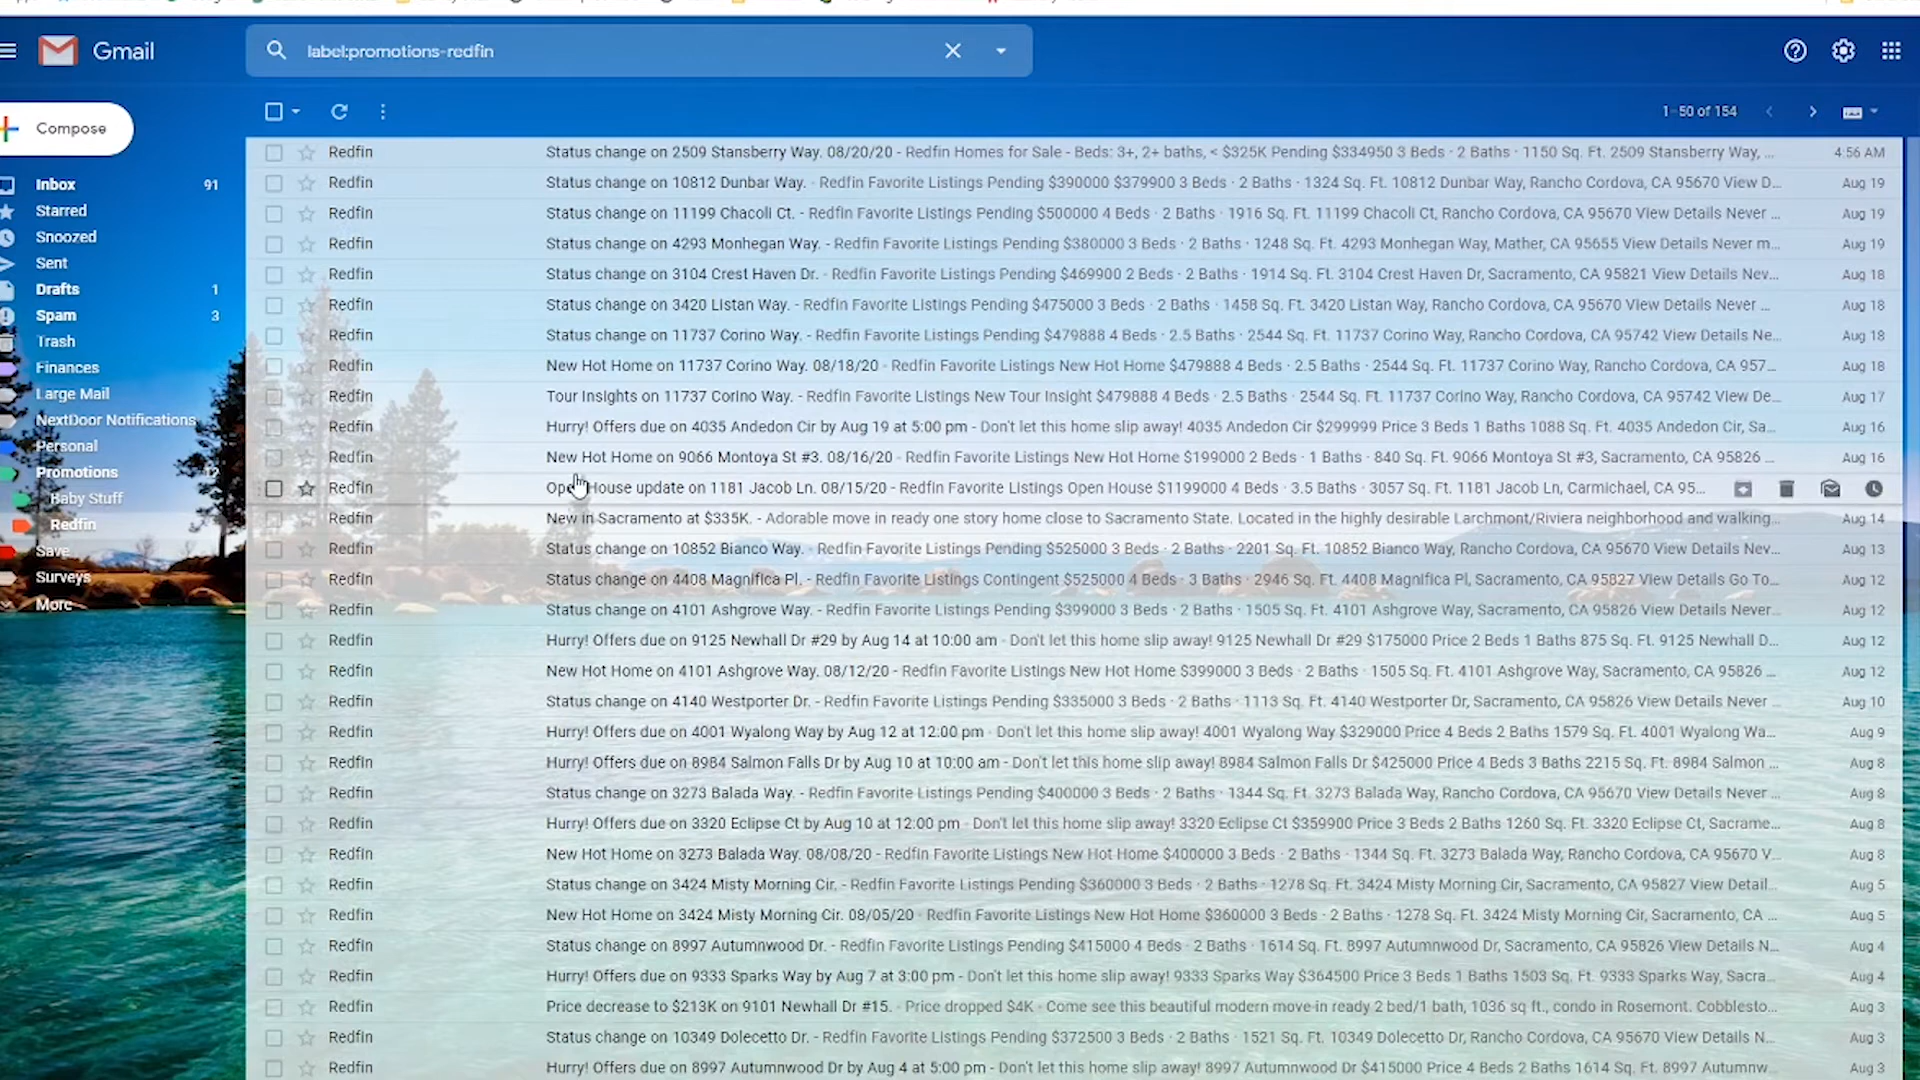 Gmail
label:promotions-redfin
Compose
1–50 of 154
Inbox 91
Starred
Snoozed
Sent
Drafts 1
Spam 3
Trash
Finances
Large Mail
NextDoor Notifications
Personal
Promotions
Baby Stuff
Redfin
Save
Surveys
More
Redfin Status change on 2509 Stansberry Way. 08/20/20 - Redfin Homes for Sale - Beds: 3+, 2+ baths, < $325K Pending $334950 3 Beds · 2 Baths · 1150 Sq. Ft. 2509 Stansberry Way, ... 4:56 AM
Redfin Status change on 10812 Dunbar Way. - Redfin Favorite Listings Pending $390000 $379900 3 Beds · 2 Baths · 1324 Sq. Ft. 10812 Dunbar Way, Rancho Cordova, CA 95670 View D... Aug 19
Redfin Status change on 11199 Chacoli Ct. - Redfin Favorite Listings Pending $500000 4 Beds · 2 Baths · 1916 Sq. Ft. 11199 Chacoli Ct, Rancho Cordova, CA 95670 View Details Never ... Aug 19
Redfin Status change on 4293 Monhegan Way. - Redfin Favorite Listings Pending $380000 3 Beds · 2 Baths · 1248 Sq. Ft. 4293 Monhegan Way, Mather, CA 95655 View Details Never m... Aug 19
Redfin Status change on 3104 Crest Haven Dr. - Redfin Favorite Listings Pending $469900 2 Beds · 2 Baths · 1914 Sq. Ft. 3104 Crest Haven Dr, Sacramento, CA 95821 View Details Nev... Aug 18
Redfin Status change on 3420 Listan Way. - Redfin Favorite Listings Pending $475000 3 Beds · 2 Baths · 1458 Sq. Ft. 3420 Listan Way, Rancho Cordova, CA 95670 View Details Never ... Aug 18
Redfin Status change on 11737 Corino Way. - Redfin Favorite Listings Pending $479888 4 Beds · 2.5 Baths · 2544 Sq. Ft. 11737 Corino Way, Rancho Cordova, CA 95742 View Details Ne... Aug 18
Redfin New Hot Home on 11737 Corino Way. 08/18/20 - Redfin Favorite Listings New Hot Home $479888 4 Beds · 2.5 Baths · 2544 Sq. Ft. 11737 Corino Way, Rancho Cordova, CA 957... Aug 18
Redfin Tour Insights on 11737 Corino Way. - Redfin Favorite Listings New Tour Insight $479888 4 Beds · 2.5 Baths · 2544 Sq. Ft. 11737 Corino Way, Rancho Cordova, CA 95742 View De... Aug 17
Redfin Hurry! Offers due on 4035 Andedon Cir by Aug 19 at 5:00 pm - Don't let this home slip away! 4035 Andedon Cir $299999 Price 3 Beds 1 Baths 1088 Sq. Ft. 4035 Andedon Cir, Sa... Aug 16
Redfin New Hot Home on 9066 Montoya St #3. 08/16/20 - Redfin Favorite Listings New Hot Home $199000 2 Beds · 1 Baths · 840 Sq. Ft. 9066 Montoya St #3, Sacramento, CA 95826 ... Aug 16
Redfin House update on 1181 Jacob Ln. 08/15/20 - Redfin Favorite Listings Open House $1199000 4 Beds · 3.5 Baths · 3057 Sq. Ft. 1181 Jacob Ln, Carmichael, CA 95...
Redfin New in Sacramento at $335K. - Adorable move in ready one story home close to Sacramento State. Located in the highly desirable Larchmont/Riviera neighborhood and walking... Aug 14
Redfin Status change on 10852 Bianco Way. - Redfin Favorite Listings Pending $525000 3 Beds · 2 Baths · 2201 Sq. Ft. 10852 Bianco Way, Rancho Cordova, CA 95670 View Details Nev... Aug 13
Redfin Status change on 4408 Magnifica Pl. - Redfin Favorite Listings Contingent $525000 4 Beds · 3 Baths · 2946 Sq. Ft. 4408 Magnifica Pl, Sacramento, CA 95827 View Details Go To... Aug 12
Redfin Status change on 4101 Ashgrove Way. - Redfin Favorite Listings Pending $399000 3 Beds · 2 Baths · 1505 Sq. Ft. 4101 Ashgrove Way, Sacramento, CA 95826 View Details Never... Aug 12
Redfin Hurry! Offers due on 9125 Newhall Dr #29 by Aug 14 at 10:00 am - Don't let this home slip away! 9125 Newhall Dr #29 $175000 Price 2 Beds 1 Baths 875 Sq. Ft. 9125 Newhall D... Aug 12
Redfin New Hot Home on 4101 Ashgrove Way. 08/12/20 - Redfin Favorite Listings New Hot Home $399000 3 Beds · 2 Baths · 1505 Sq. Ft. 4101 Ashgrove Way, Sacramento, CA 95826 ... Aug 12
Redfin Status change on 4140 Westporter Dr. - Redfin Favorite Listings Pending $335000 3 Beds · 2 Baths · 1113 Sq. Ft. 4140 Westporter Dr, Sacramento, CA 95826 View Details Never ... Aug 10
Redfin Hurry! Offers due on 4001 Wyalong Way by Aug 12 at 12:00 pm - Don't let this home slip away! 4001 Wyalong Way $329000 Price 4 Beds 2 Baths 1579 Sq. Ft. 4001 Wyalong Wa... Aug 9
Redfin Hurry! Offers due on 8984 Salmon Falls Dr by Aug 10 at 10:00 am - Don't let this home slip away! 8984 Salmon Falls Dr $425000 Price 4 Beds 3 Baths 2215 Sq. Ft. 8984 Salmon ... Aug 8
Redfin Status change on 3273 Balada Way. - Redfin Favorite Listings Pending $400000 3 Beds · 2 Baths · 1344 Sq. Ft. 3273 Balada Way, Rancho Cordova, CA 95670 View Details Never ... Aug 8
Redfin Hurry! Offers due on 3320 Eclipse Ct by Aug 10 at 12:00 pm - Don't let this home slip away! 3320 Eclipse Ct $359900 Price 3 Beds 2 Baths 1260 Sq. Ft. 3320 Eclipse Ct, Sacrame... Aug 8
Redfin New Hot Home on 3273 Balada Way. 08/08/20 - Redfin Favorite Listings New Hot Home $400000 3 Beds · 2 Baths · 1344 Sq. Ft. 3273 Balada Way, Rancho Cordova, CA 95670 V... Aug 8
Redfin Status change on 3424 Misty Morning Cir. - Redfin Favorite Listings Pending $360000 3 Beds · 2 Baths · 1278 Sq. Ft. 3424 Misty Morning Cir, Sacramento, CA 95827 View Detail... Aug 5
Redfin New Hot Home on 3424 Misty Morning Cir. 08/05/20 - Redfin Favorite Listings New Hot Home $360000 3 Beds · 2 Baths · 1278 Sq. Ft. 3424 Misty Morning Cir, Sacramento, CA ... Aug 5
Redfin Status change on 8997 Autumnwood Dr. - Redfin Favorite Listings Pending $415000 4 Beds · 2 Baths · 1614 Sq. Ft. 8997 Autumnwood Dr, Sacramento, CA 95826 View Details N... Aug 4
Redfin Hurry! Offers due on 9333 Sparks Way by Aug 7 at 3:00 pm - Don't let this home slip away! 9333 Sparks Way $364500 Price 3 Beds 1 Baths 1503 Sq. Ft. 9333 Sparks Way, Sacra... Aug 4
Redfin Price decrease to $213K on 9101 Newhall Dr #15. - Price dropped $4K - Come see this beautiful modern move-in ready 2 bed/1 bath, 1036 sq ft., condo in Rosemont. Cobblesto... Aug 3
Redfin Status change on 10349 Dolecetto Dr. - Redfin Favorite Listings Pending $372500 3 Beds · 2 Baths · 1521 Sq. Ft. 10349 Dolecetto Dr, Rancho Cordova, CA 95670 View Details N... Aug 3
Redfin Hurry! Offers due on 8997 Autumnwood Dr by Aug 4 at 5:00 pm - Don't let this home slip away! 8997 Autumnwood Dr $415000 Price 4 Beds 2 Baths 1614 Sq. Ft. 8997 Autumnw... Aug 3